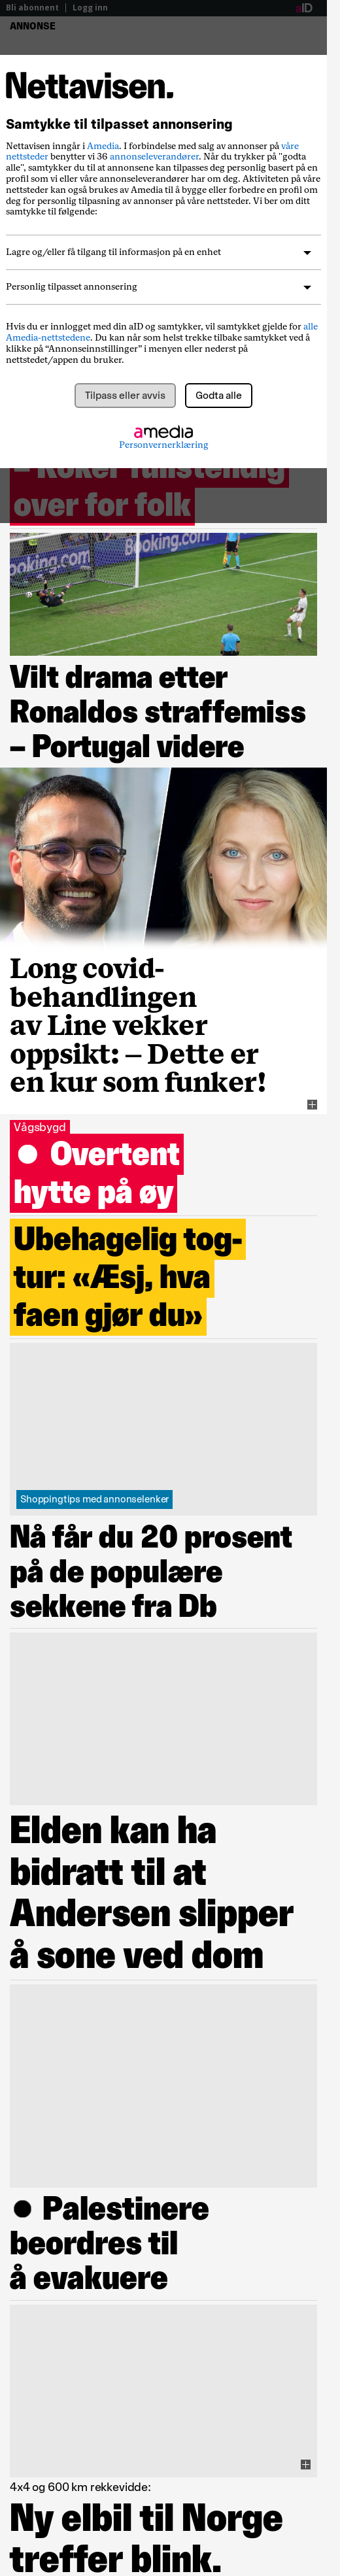 Bli abonnent | Logg inn
aID
ANNONSE
Nettavisen.
Samtykke til tilpasset annonsering
Nettavisen inngår i Amedia. I forbindelse med salg av annonser på våre
nettsteder benytter vi 36 annonseleverandører. Når du trykker på "godta
alle", samtykker du til at annonsene kan tilpasses deg personlig basert på en
profil som vi eller våre annonseleverandører har om deg. Aktiviteten på våre
nettsteder kan også brukes av Amedia til å bygge eller forbedre en profil om
deg for personlig tilpasning av annonser på våre nettsteder. Vi ber om ditt
samtykke til følgende:
Lagre og/eller få tilgang til informasjon på en enhet
Personlig tilpasset annonsering
Hvis du er innlogget med din aID og samtykker, vil samtykket gjelde for alle
Amedia-nettstedene. Du kan når som helst trekke tilbake samtykket ved å
klikke på “Annonseinnstillinger” i menyen eller nederst på
nettstedet/appen du bruker.
Tilpass eller avvis
Godta alle
amedia
Personvernerklæring
– Koker fullstendig
over for folk
Booking.com
Booking.com
Vilt drama etter
Ronaldos straffemiss
– Portugal videre
Long covid-
behandlingen
av Line vekker
oppsikt: – Dette er
en kur som funker!
Vågsbygd
● Overtent
hytte på øy
Ubehagelig tog-
tur: «Æsj, hva
faen gjør du»
Shoppingtips med annonselenker
Nå får du 20 prosent
på de populære
sekkene fra Db
Elden kan ha
bidratt til at
Andersen slipper
å sone ved dom
● Palestinere
beordres til
å evakuere
4x4 og 600 km rekkevidde:
Ny elbil til Norge
treffer blink.